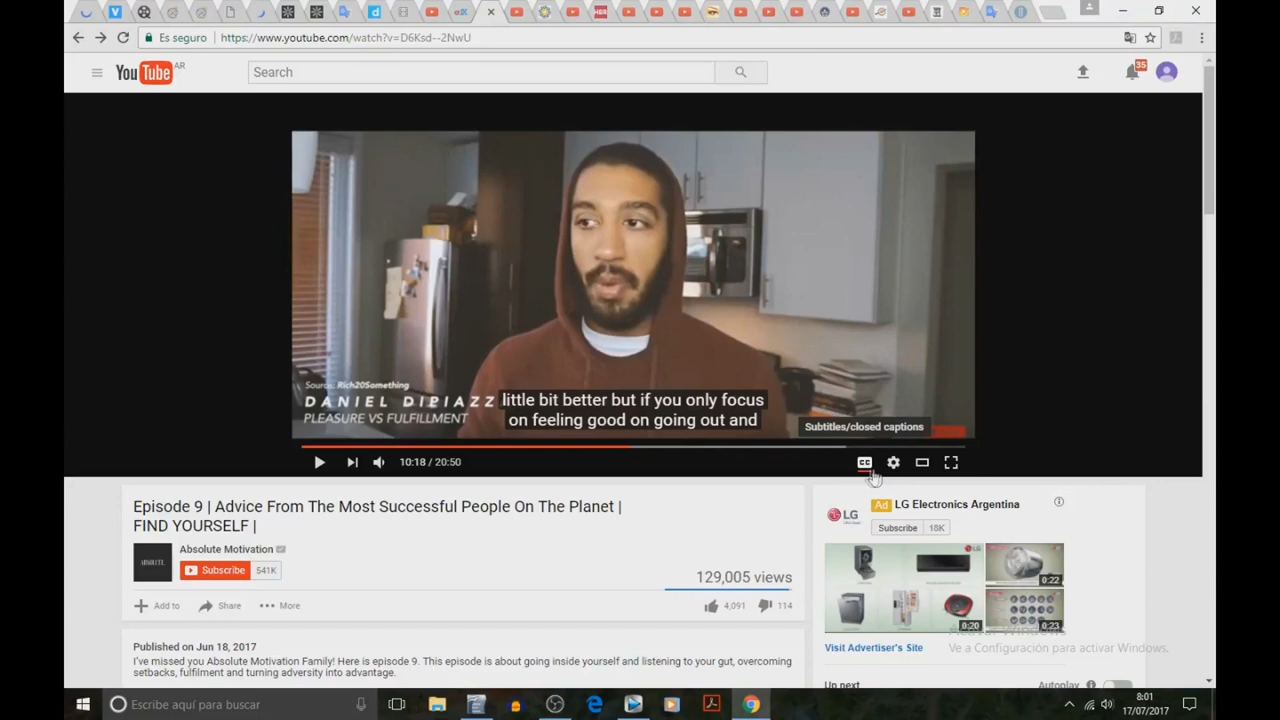 Es seguro
https://www.youtube.com/watch?v=D6Ksd--2NwU
YouTube AR
Search
35
Source: Rich20Something
DANIEL DIPIAZZ
PLEASURE VS FULFILLMENT
little bit better but if you only focus
on feeling good on going out and
Subtitles/closed captions
10:18 / 20:50
CC
Episode 9 | Advice From The Most Successful People On The Planet |
FIND YOURSELF |
ABSOLUTE.
Absolute Motivation
Subscribe 541K
129,005 views
Add to
Share
More
4,091
114
Published on Jun 18, 2017
I've missed you Absolute Motivation Family! Here is episode 9. This episode is about going inside yourself and listening to your gut, overcoming
setbacks, fulfilment and turning adversity into advantage.
LG
Ad LG Electronics Argentina
Subscribe 18K
LG
0:22
0:20
0:23
Activar Windows
Visit Advertiser's Site
Ve a Configuración para activar Windows.
Up next
Autoplay
Escribe aquí para buscar
8:01
17/07/2017